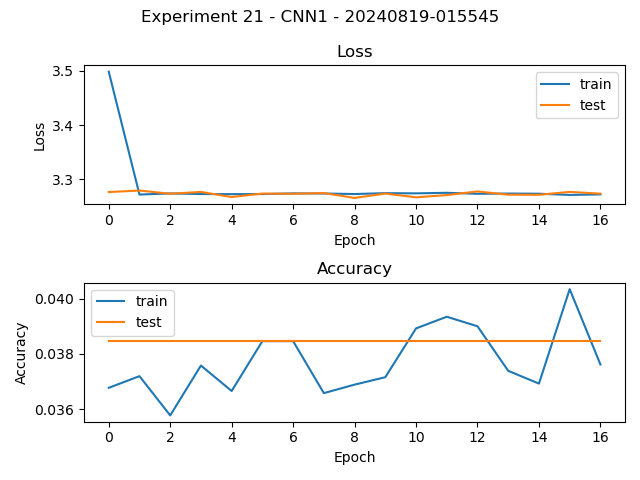 Experiment 21 - CNN1 - 20240819-015545
Loss
3.5
3.4
3.3
Loss
train
test
0 2 4 6 8 10 12 14 16
Epoch
Accuracy
0.040
0.038
0.036
Accuracy
train
test
0 2 4 6 8 10 12 14 16
Epoch